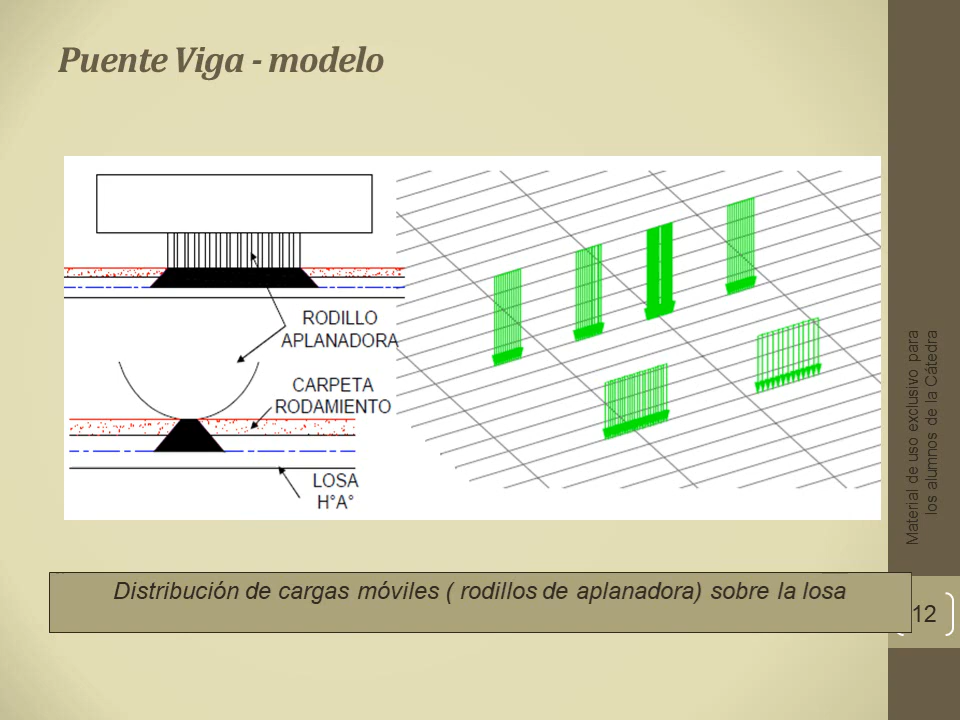 Puente Viga - modelo
RODILLO
APLANADORA
CARPETA
RODAMIENTO
LOSA
H°A°
Distribución de cargas móviles ( rodillos de aplanadora) sobre la losa
Material de uso exclusivo para
los alumnos de la Cátedra
12